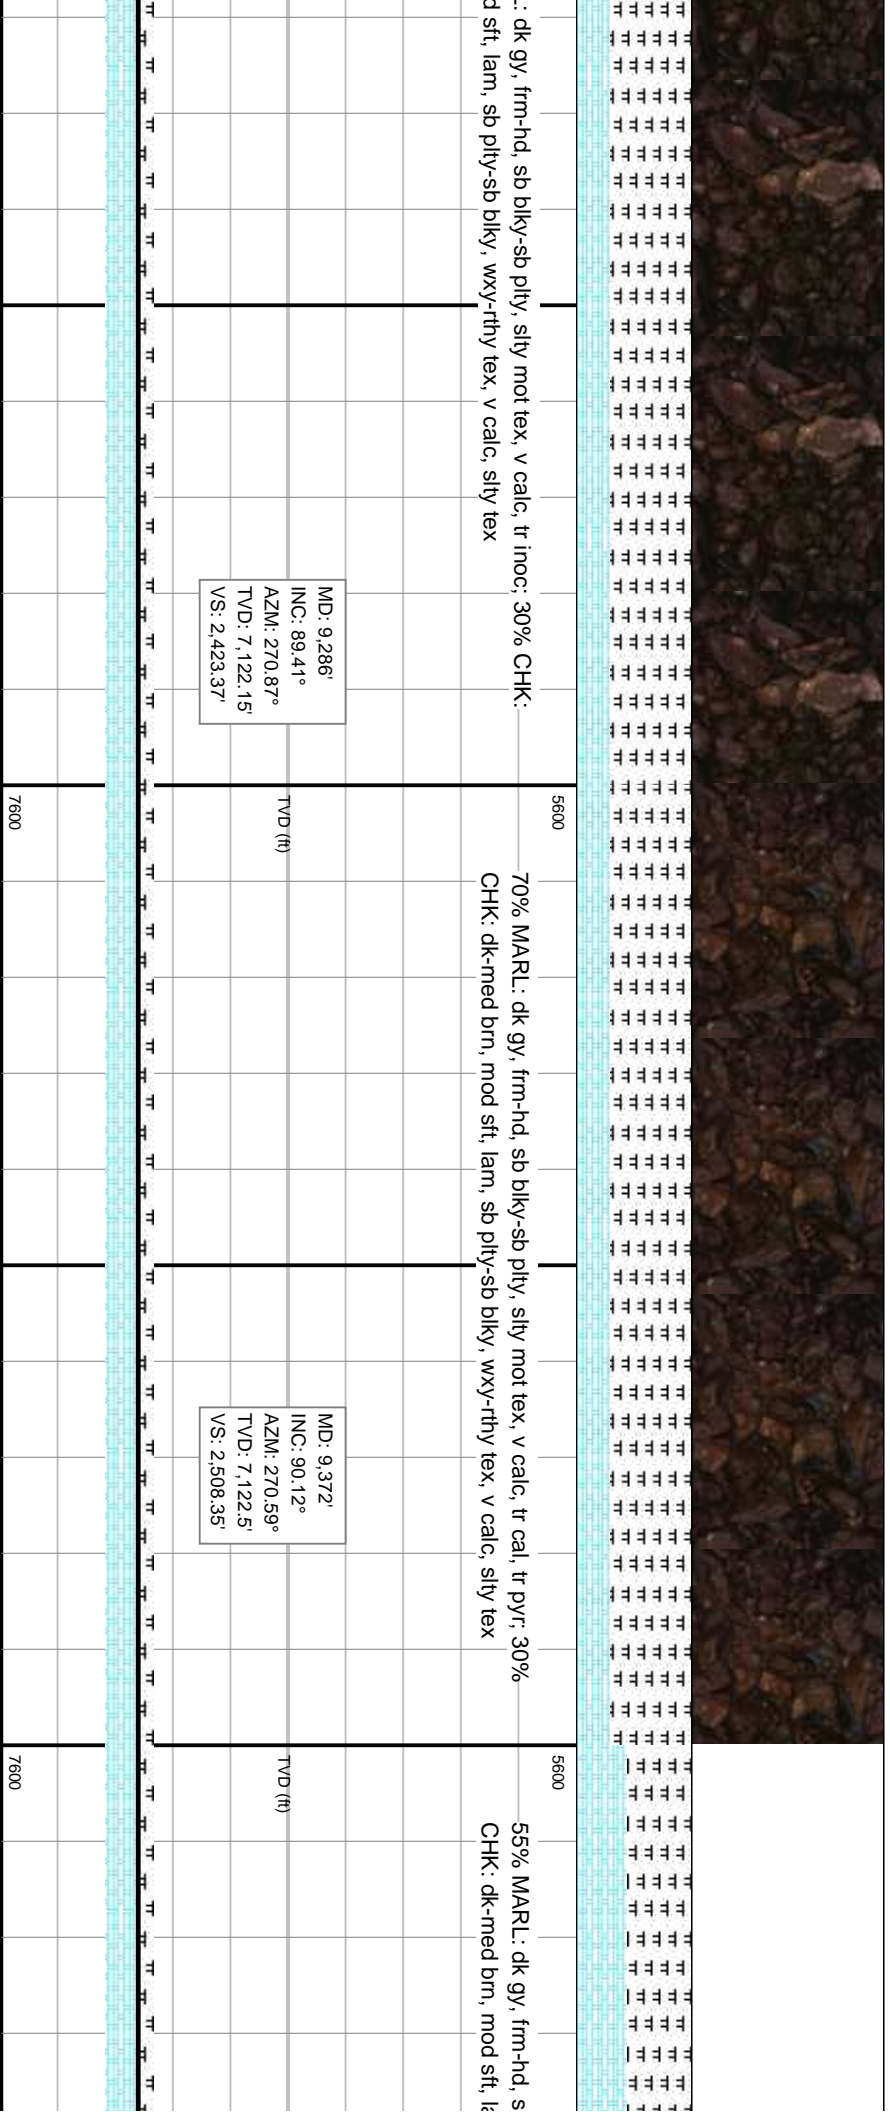 L: dk gy, frm-hd, sb blky-sb plty, slty mot tex, v calc, tr inoc; 30% CHK:
d sft, lam, sb plty-sb blky, wxy-rthy tex, v calc, slty tex
MD: 9,286'
INC: 89.41°
AZM: 270.87°
TVD: 7,122.15'
VS: 2,423.37'
5600
TVD (ft)
7600
70% MARL: dk gy, frm-hd, sb blky-sb plty, slty mot tex, v calc, tr cal, tr pyr; 30%
CHK: dk-med brn, mod sft, lam, sb plty-sb blky, wxy-rthy tex, v calc, slty tex
MD: 9,372'
INC: 90.12°
AZM: 270.59°
TVD: 7,122.5'
VS: 2,508.35'
5600
TVD (ft)
7600
55% MARL: dk gy, frm-hd, s
CHK: dk-med brn, mod sft, la